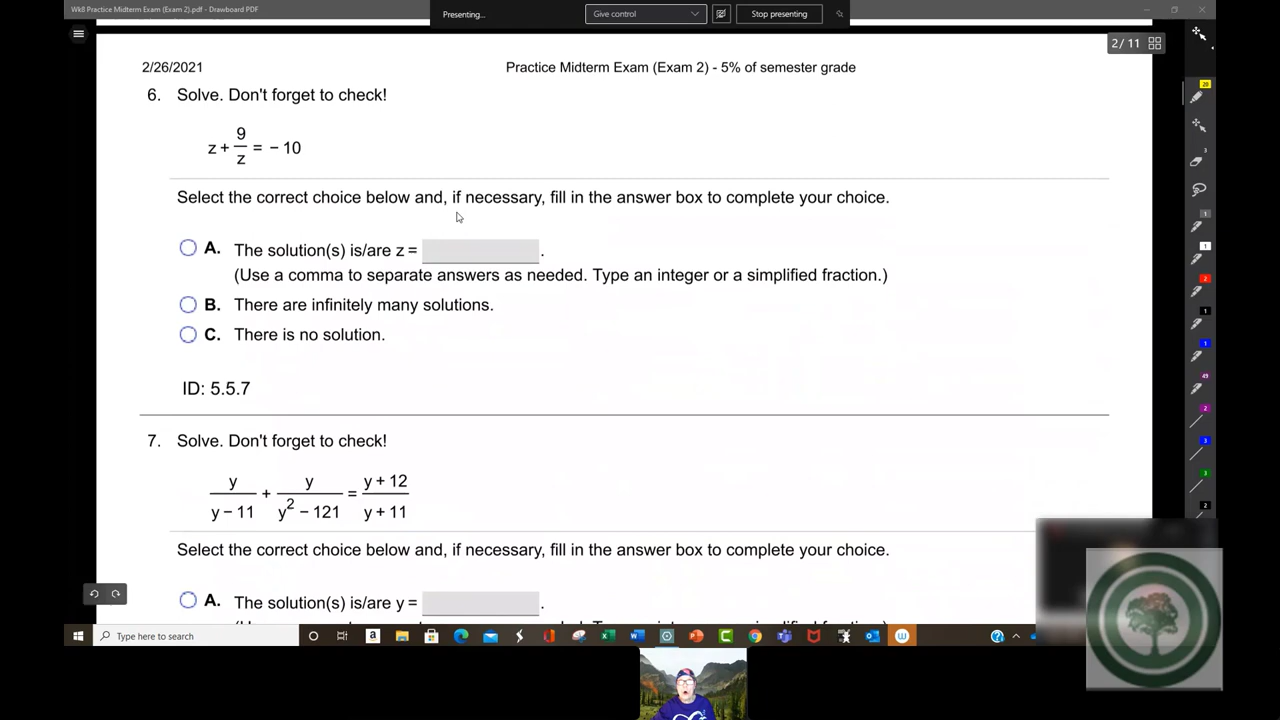 Wk8 Practice Midterm Exam (Exam 2).pdf - Drawboard PDF
Presenting...
Give control
Stop presenting
2 / 11
2/26/2021
Practice Midterm Exam (Exam 2) - 5% of semester grade
6. Solve. Don't forget to check!
z + 9/z = − 10
Select the correct choice below and, if necessary, fill in the answer box to complete your choice.
A. The solution(s) is/are z = .
(Use a comma to separate answers as needed. Type an integer or a simplified fraction.)
B. There are infinitely many solutions.
C. There is no solution.
ID: 5.5.7
7. Solve. Don't forget to check!
y/(y − 11) + y/(y² − 121) = (y + 12)/(y + 11)
Select the correct choice below and, if necessary, fill in the answer box to complete your choice.
A. The solution(s) is/are y = .
Type here to search